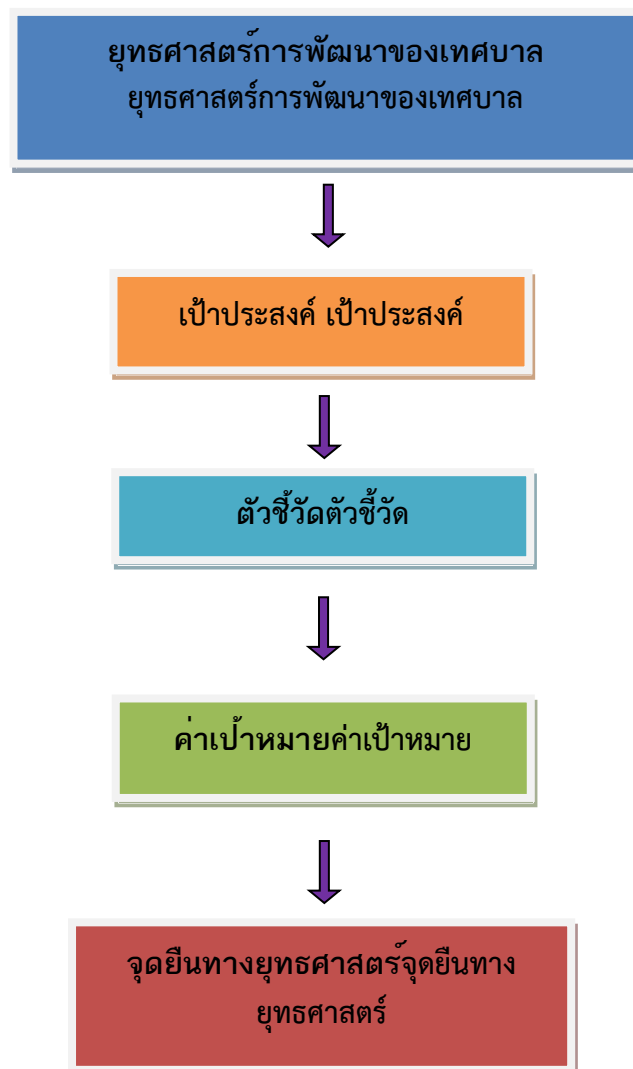 ยุทธศาสตร์การพัฒนาของเทศบาล
ยุทธศาสตร์การพัฒนาของเทศบาล
เป้าประสงค์ เป้าประสงค์
ตัวชี้วัดตัวชี้วัด
ค่าเป้าหมายค่าเป้าหมาย
จุดยืนทางยุทธศาสตร์จุดยืนทาง
ยุทธศาสตร์